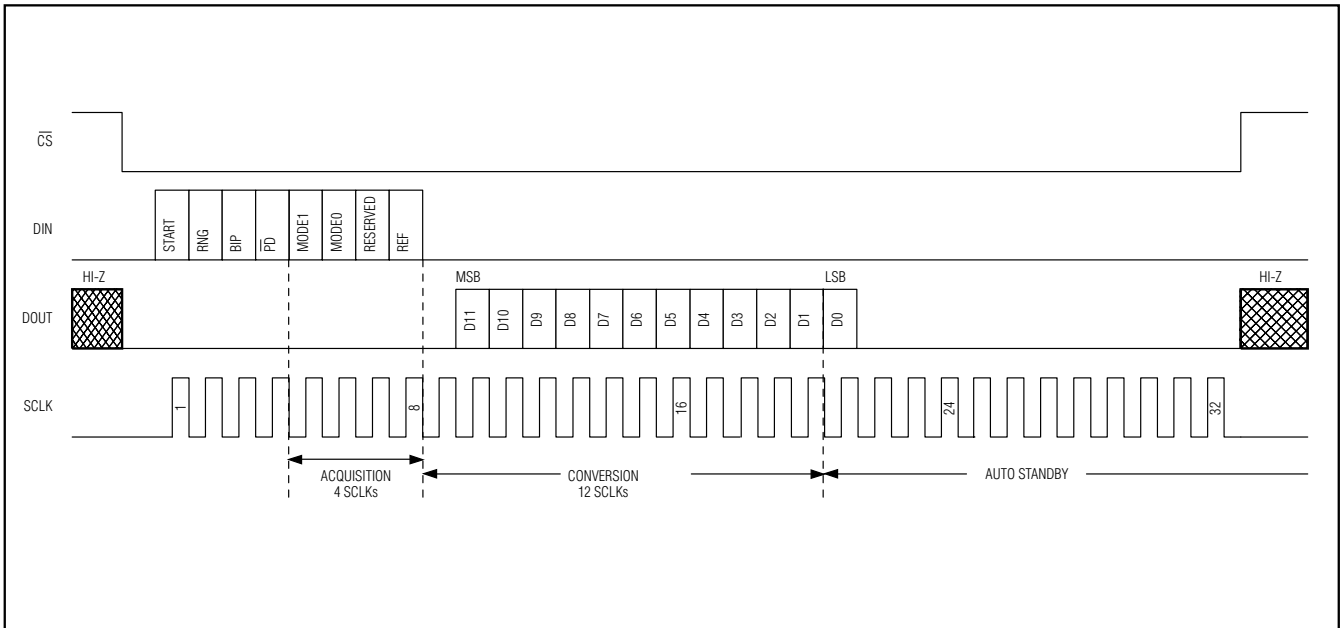 C̅S̅
DIN
START
RNG
BIP
P̅D̅
MODE1
MODE0
RESERVED
REF
HI-Z
MSB
LSB
HI-Z
DOUT
D11
D10
D9
D8
D7
D6
D5
D4
D3
D2
D1
D0
SCLK
1
8
16
24
32
ACQUISITION
4 SCLKs
CONVERSION
12 SCLKs
AUTO STANDBY